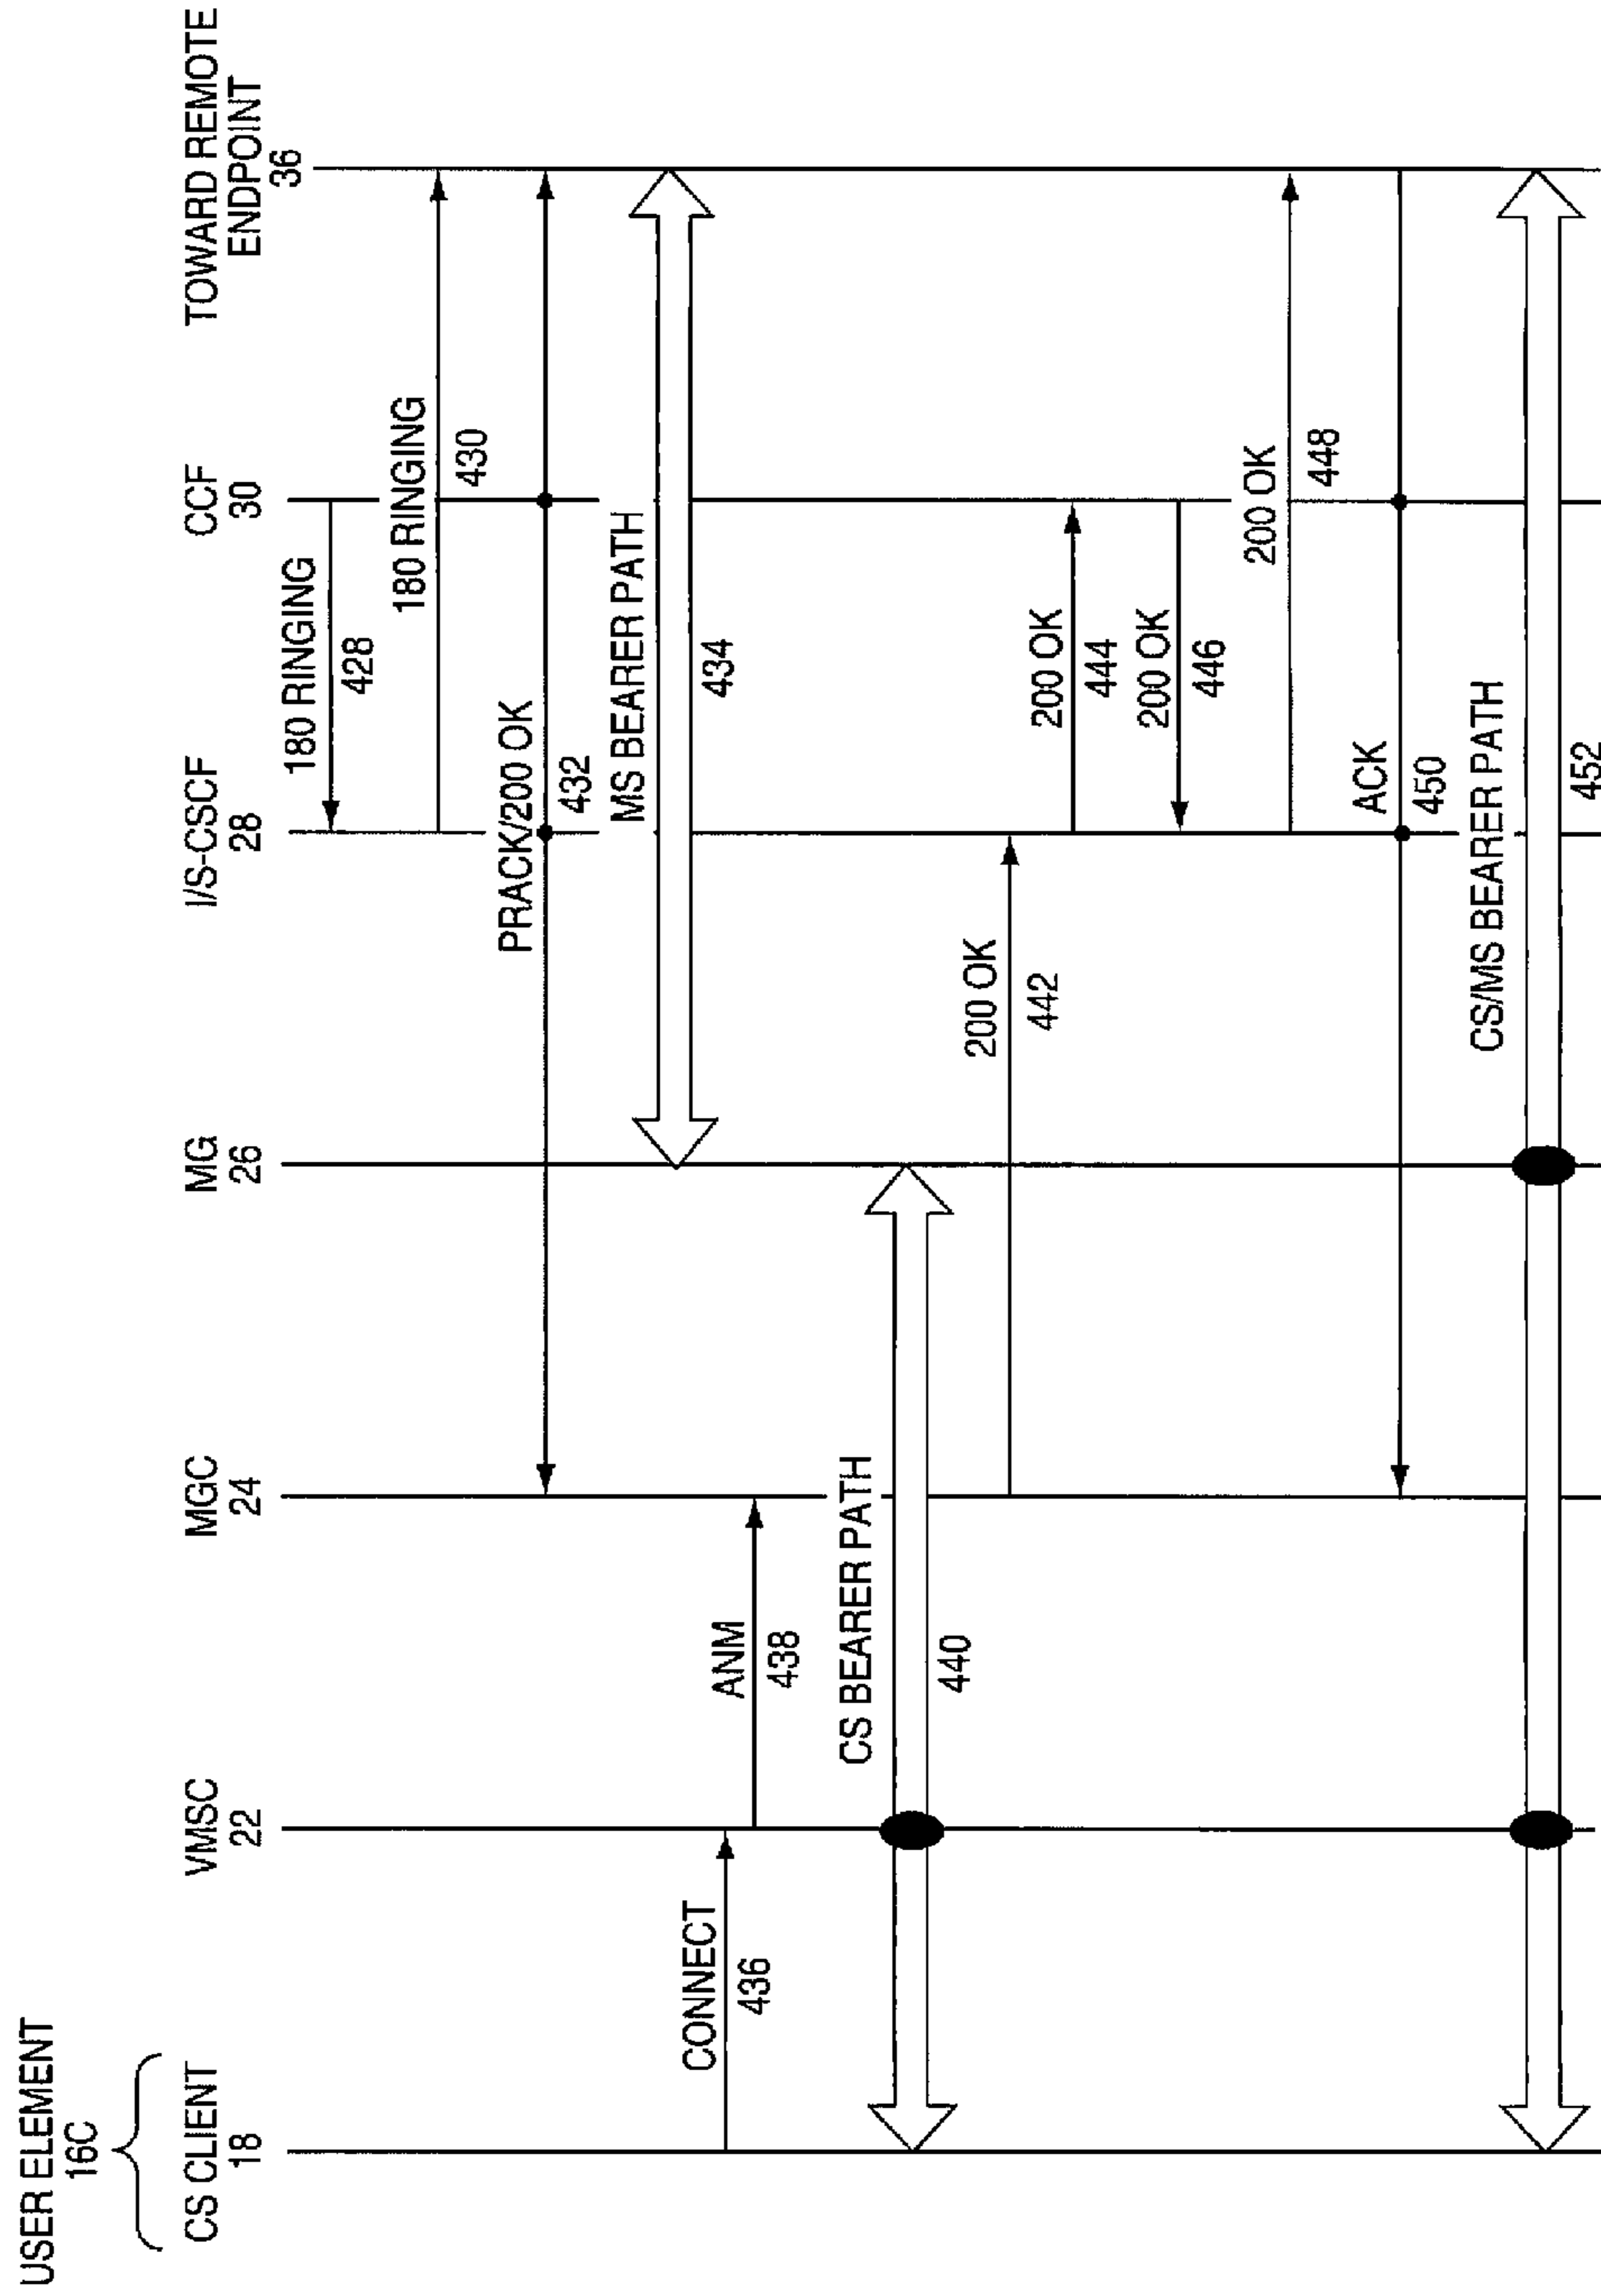 USER ELEMENT
16C
CS CLIENT
18
VMSC
22
MGC
24
MG
26
I/S-CSCF
28
CCF
30
TOWARD REMOTE
ENDPOINT
36
180 RINGING
428
180 RINGING
430
PRACK/200 OK
432
MS BEARER PATH
434
CONNECT
436
ANM
438
CS BEARER PATH
440
200 OK
442
200 OK
444
200 OK
446
200 OK
448
ACK
450
CS/MS BEARER PATH
452